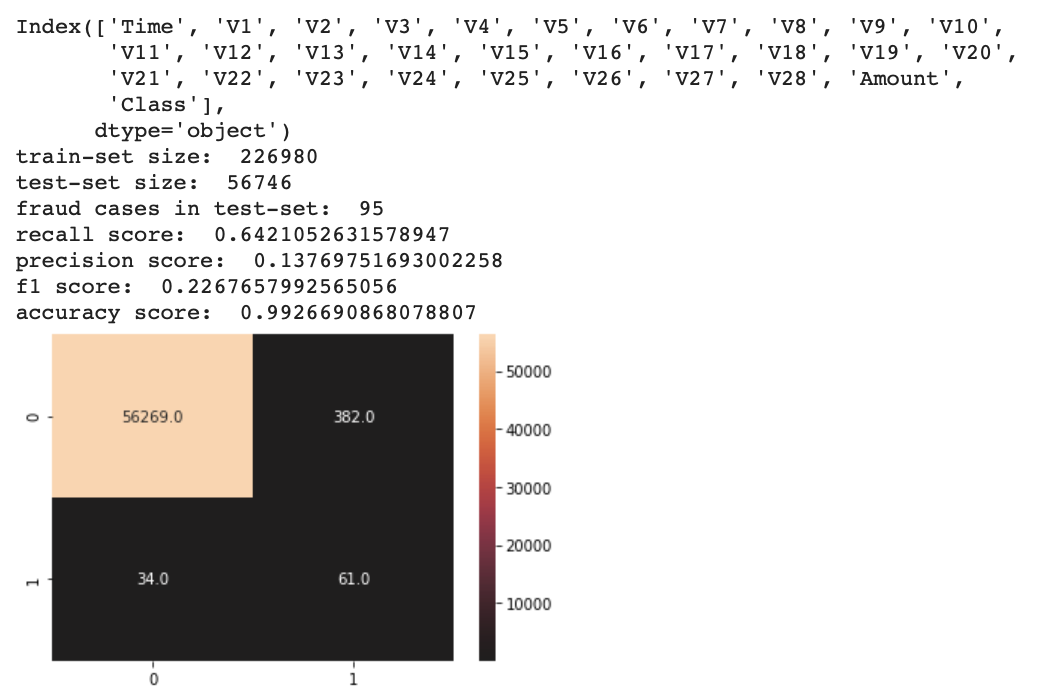 Index(['Time', 'V1', 'V2', 'V3', 'V4', 'V5', 'V6', 'V7', 'V8', 'V9', 'V10',
'V11', 'V12', 'V13', 'V14', 'V15', 'V16', 'V17', 'V18', 'V19', 'V20',
'V21', 'V22', 'V23', 'V24', 'V25', 'V26', 'V27', 'V28', 'Amount',
'Class'],
dtype='object')
train-set size:  226980
test-set size:  56746
fraud cases in test-set:  95
recall score:  0.6421052631578947
precision score:  0.13769751693002258
f1 score:  0.2267657992565056
accuracy score:  0.9926690868078807
50000
0 56269.0 382.0
40000
30000
20000
1 34.0 61.0
10000
0 1